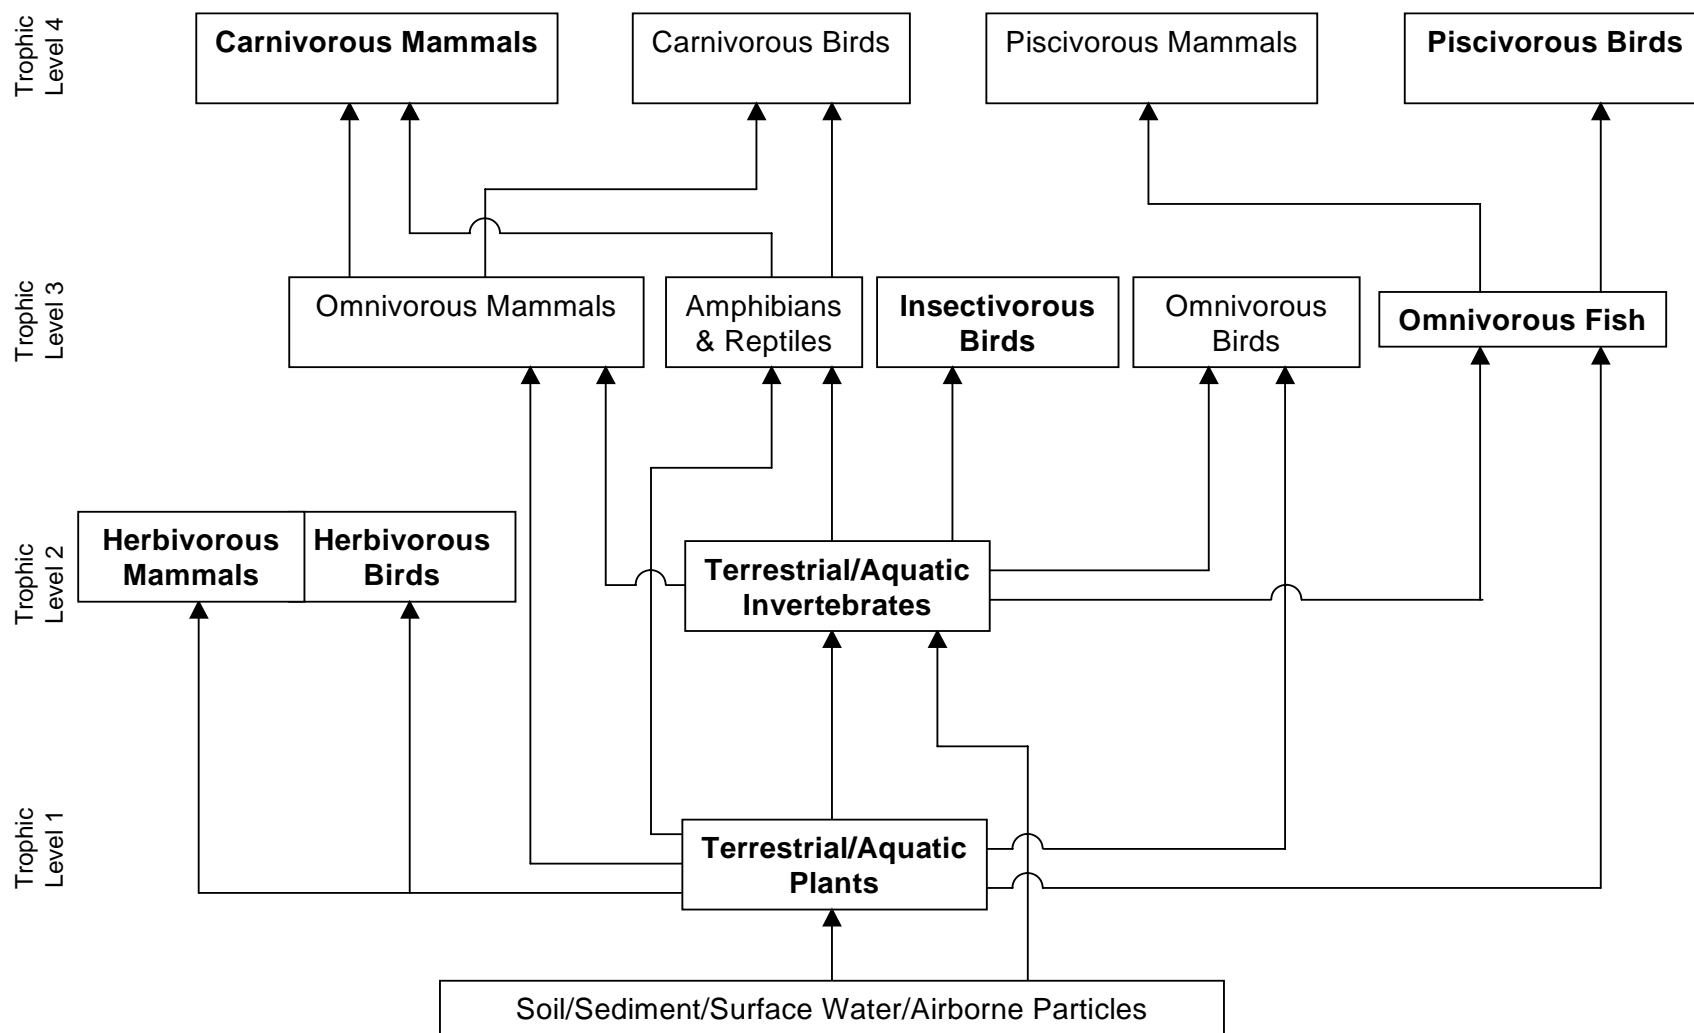 Trophic
Level 4
Carnivorous Mammals
Carnivorous Birds
Piscivorous Mammals
Piscivorous Birds
Trophic
Level 3
Omnivorous Mammals
Amphibians
& Reptiles
Insectivorous
Birds
Omnivorous
Birds
Omnivorous Fish
Trophic
Level 2
Herbivorous
Mammals
Herbivorous
Birds
Terrestrial/Aquatic
Invertebrates
Trophic
Level 1
Terrestrial/Aquatic
Plants
Soil/Sediment/Surface Water/Airborne Particles